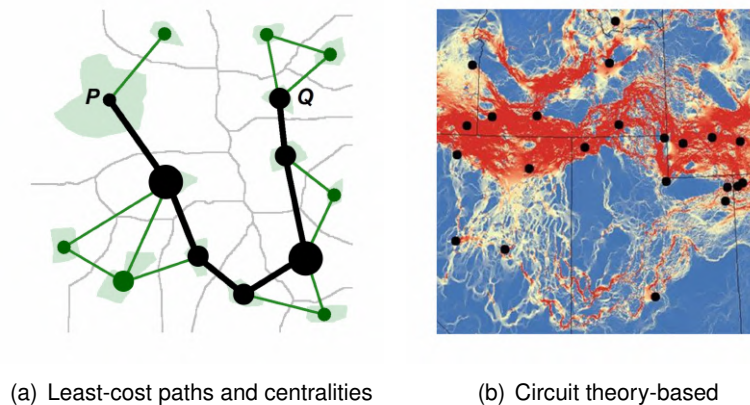 P
Q
(a) Least-cost paths and centralities
(b) Circuit theory-based